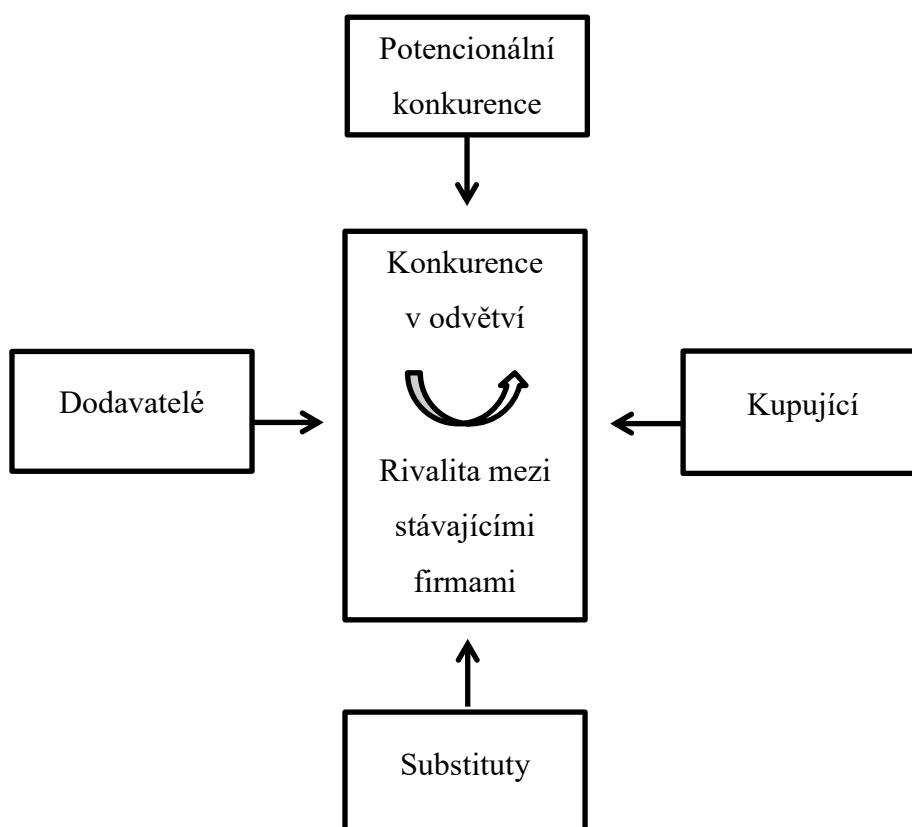 Potencionální
konkurence
Konkurence
v odvětví
Dodavatelé
Kupující
Rivalita mezi
stávajícími
firmami
Substituty